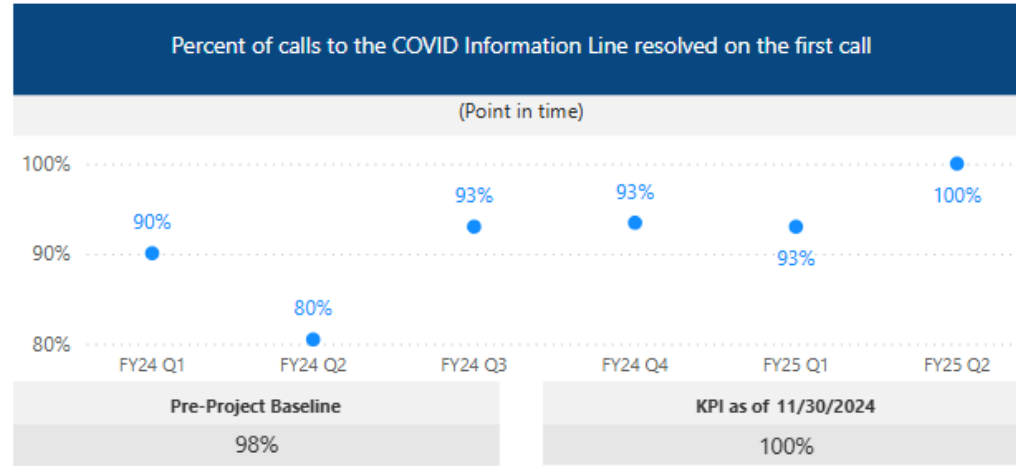 Percent of calls to the COVID Information Line resolved on the first call
(Point in time)
100%
90%
80%
90%
80%
93%
93%
93%
100%
FY24 Q1
FY24 Q2
FY24 Q3
FY24 Q4
FY25 Q1
FY25 Q2
Pre-Project Baseline
98%
KPI as of 11/30/2024
100%